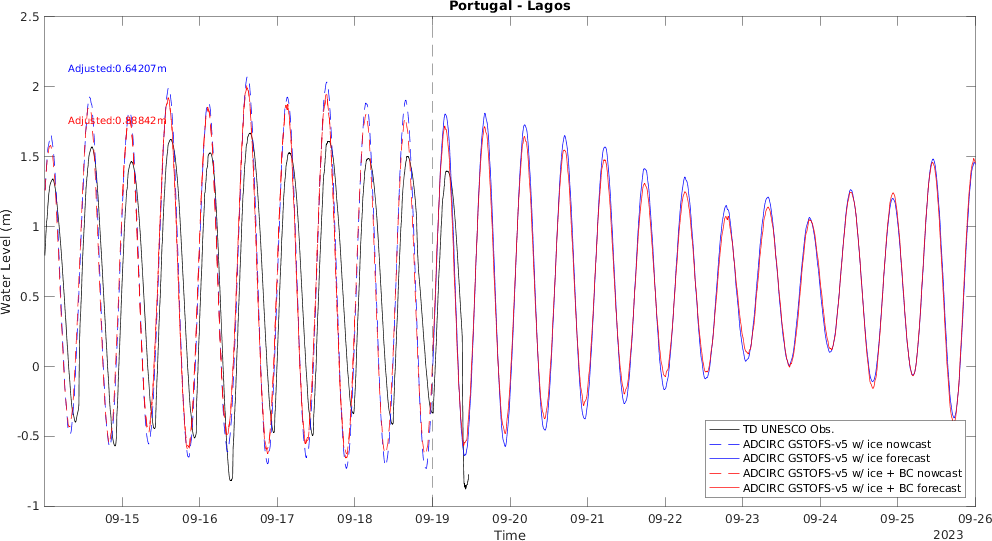 Portugal - Lagos
2.5
2
1.5
1
0.5
0
-0.5
-1
Water Level (m)
Adjusted:0.64207m
Adjusted:0.83842m
TD UNESCO Obs.
ADCIRC GSTOFS-v5 w/ ice nowcast
ADCIRC GSTOFS-v5 w/ ice forecast
ADCIRC GSTOFS-v5 w/ ice + BC nowcast
ADCIRC GSTOFS-v5 w/ ice + BC forecast
09-15 09-16 09-17 09-18 09-19 09-20 09-21 09-22 09-23 09-24 09-25 09-26
Time
2023